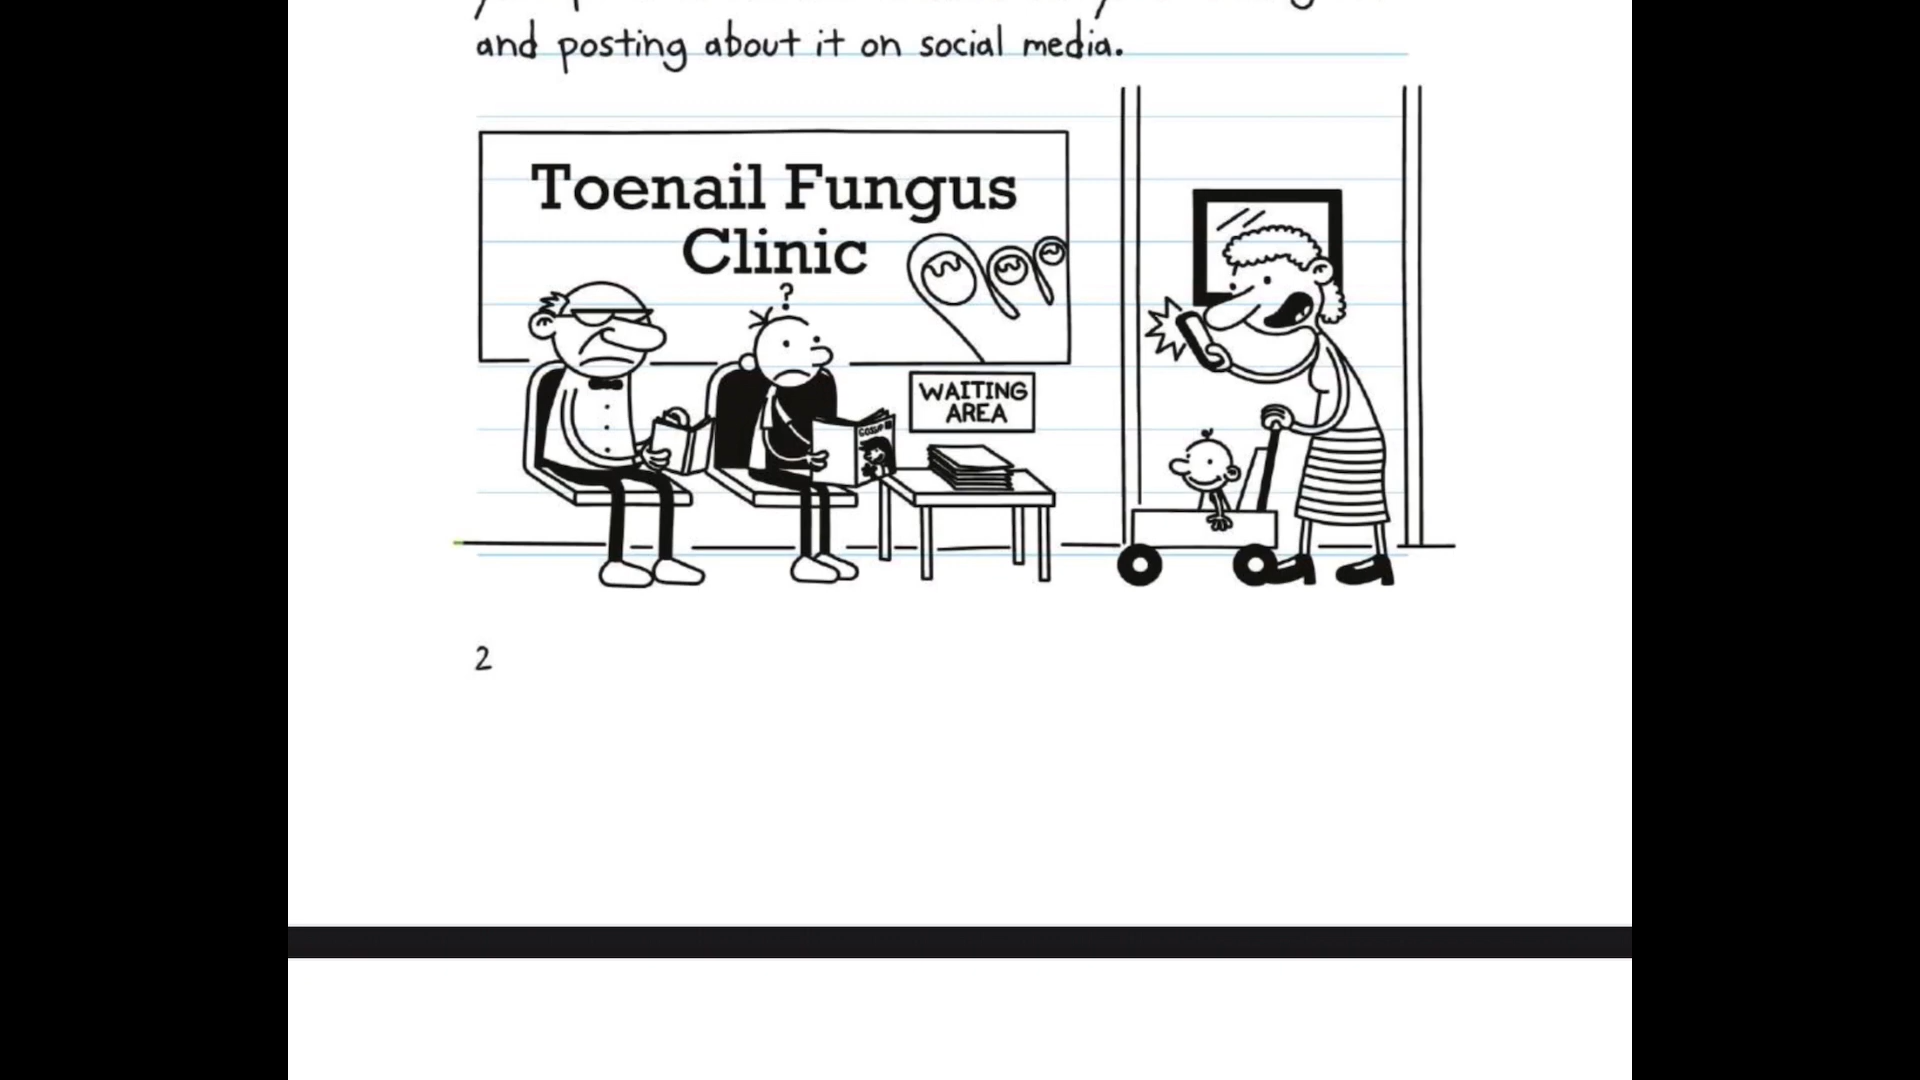 and posting about it on social media.
Toenail Fungus
Clinic
?
WAITING
AREA
2